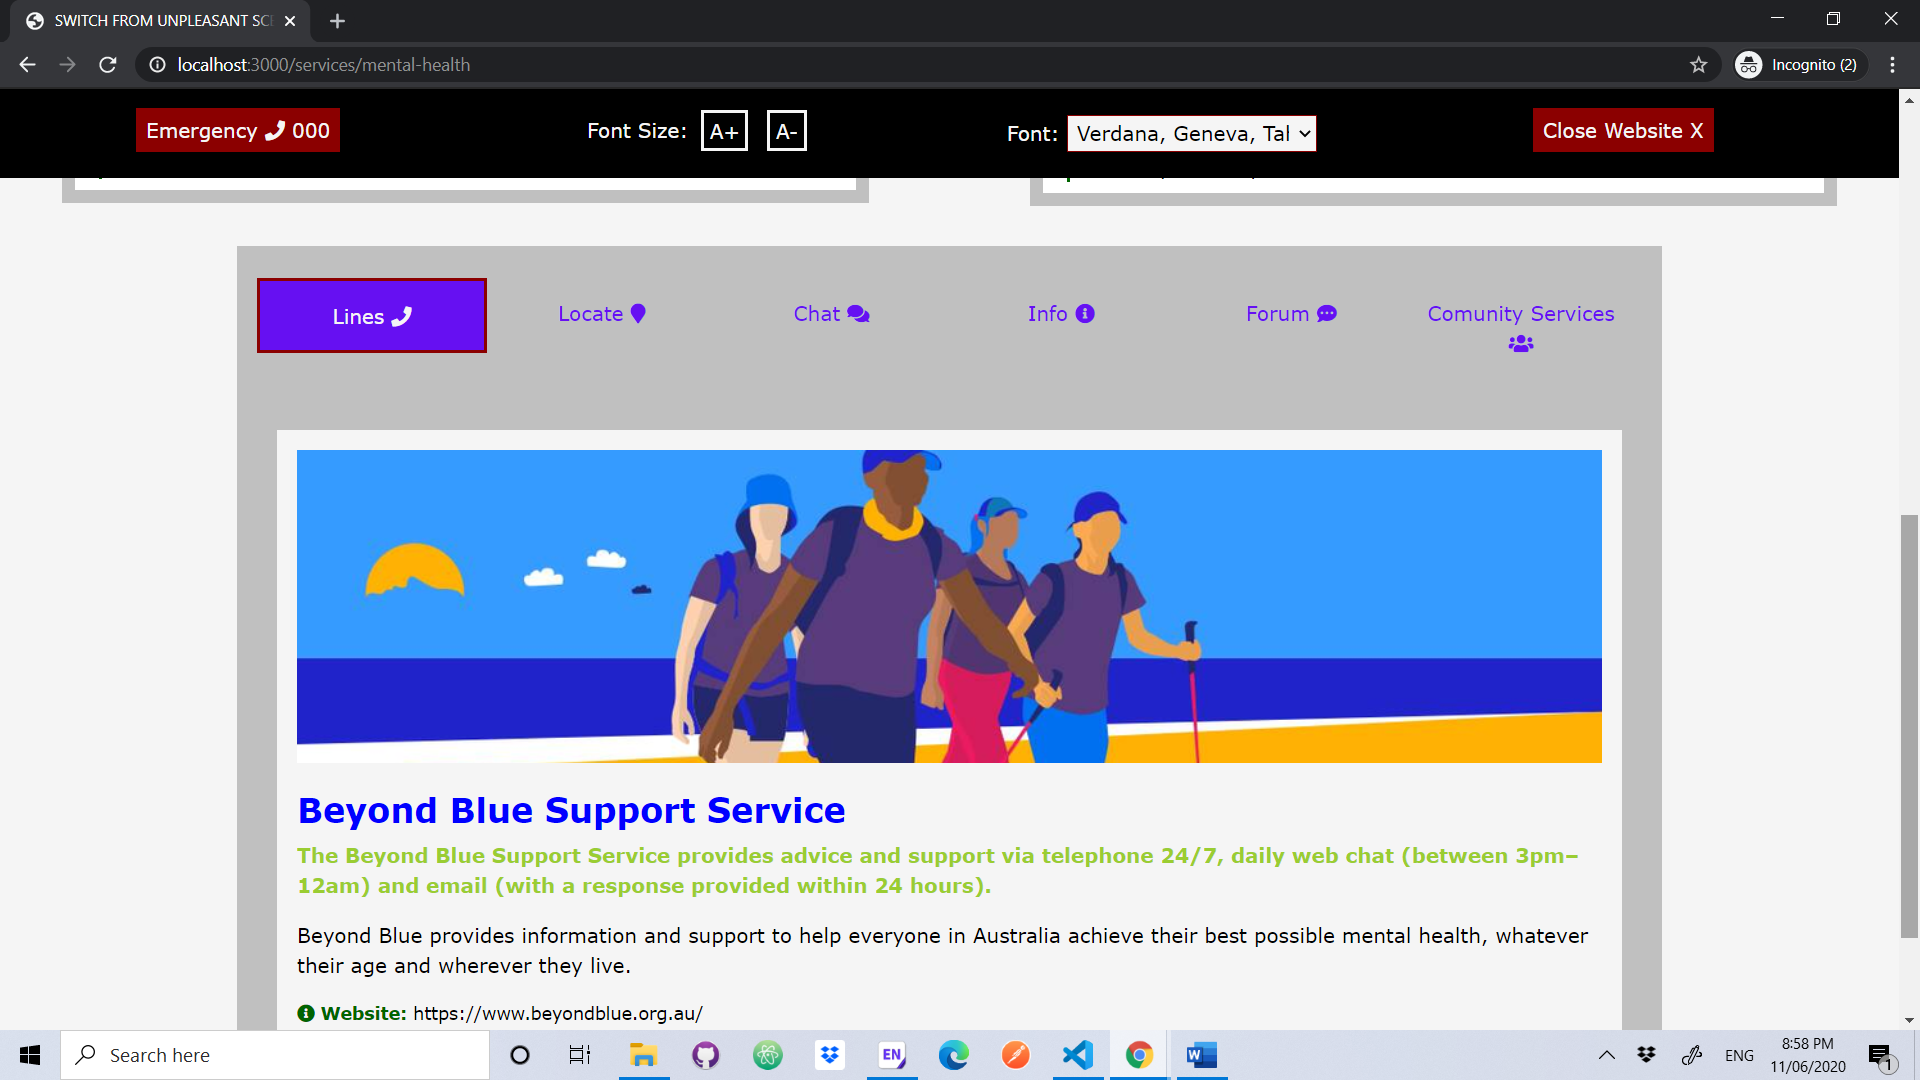 SWITCH FROM UNPLEASANT SCE
localhost:3000/services/mental-health
Incognito (2)
Emergency 000
Font Size: A+ A-
Font: Verdana, Geneva, Tal
Close Website X
Lines
Locate
Chat
Info
Forum
Comunity Services
Beyond Blue Support Service
The Beyond Blue Support Service provides advice and support via telephone 24/7, daily web chat (between 3pm–
12am) and email (with a response provided within 24 hours).
Beyond Blue provides information and support to help everyone in Australia achieve their best possible mental health, whatever
their age and wherever they live.
Website: https://www.beyondblue.org.au/
Search here
EN
W
ENG
8:58 PM
11/06/2020
1